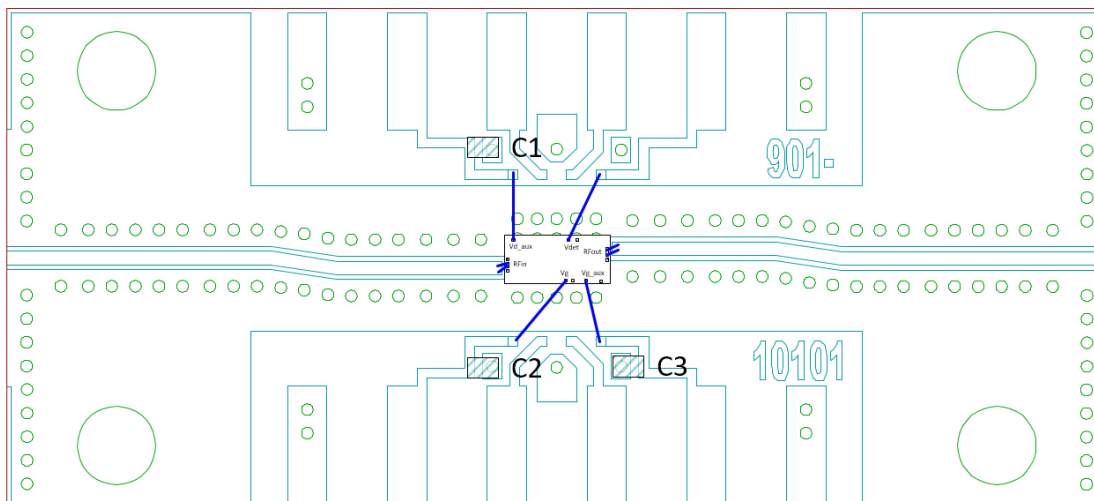 C1
901-
Vd_aux
Vdet
RFout
RFin
Vg
Vg_aux
C2
C3
10101